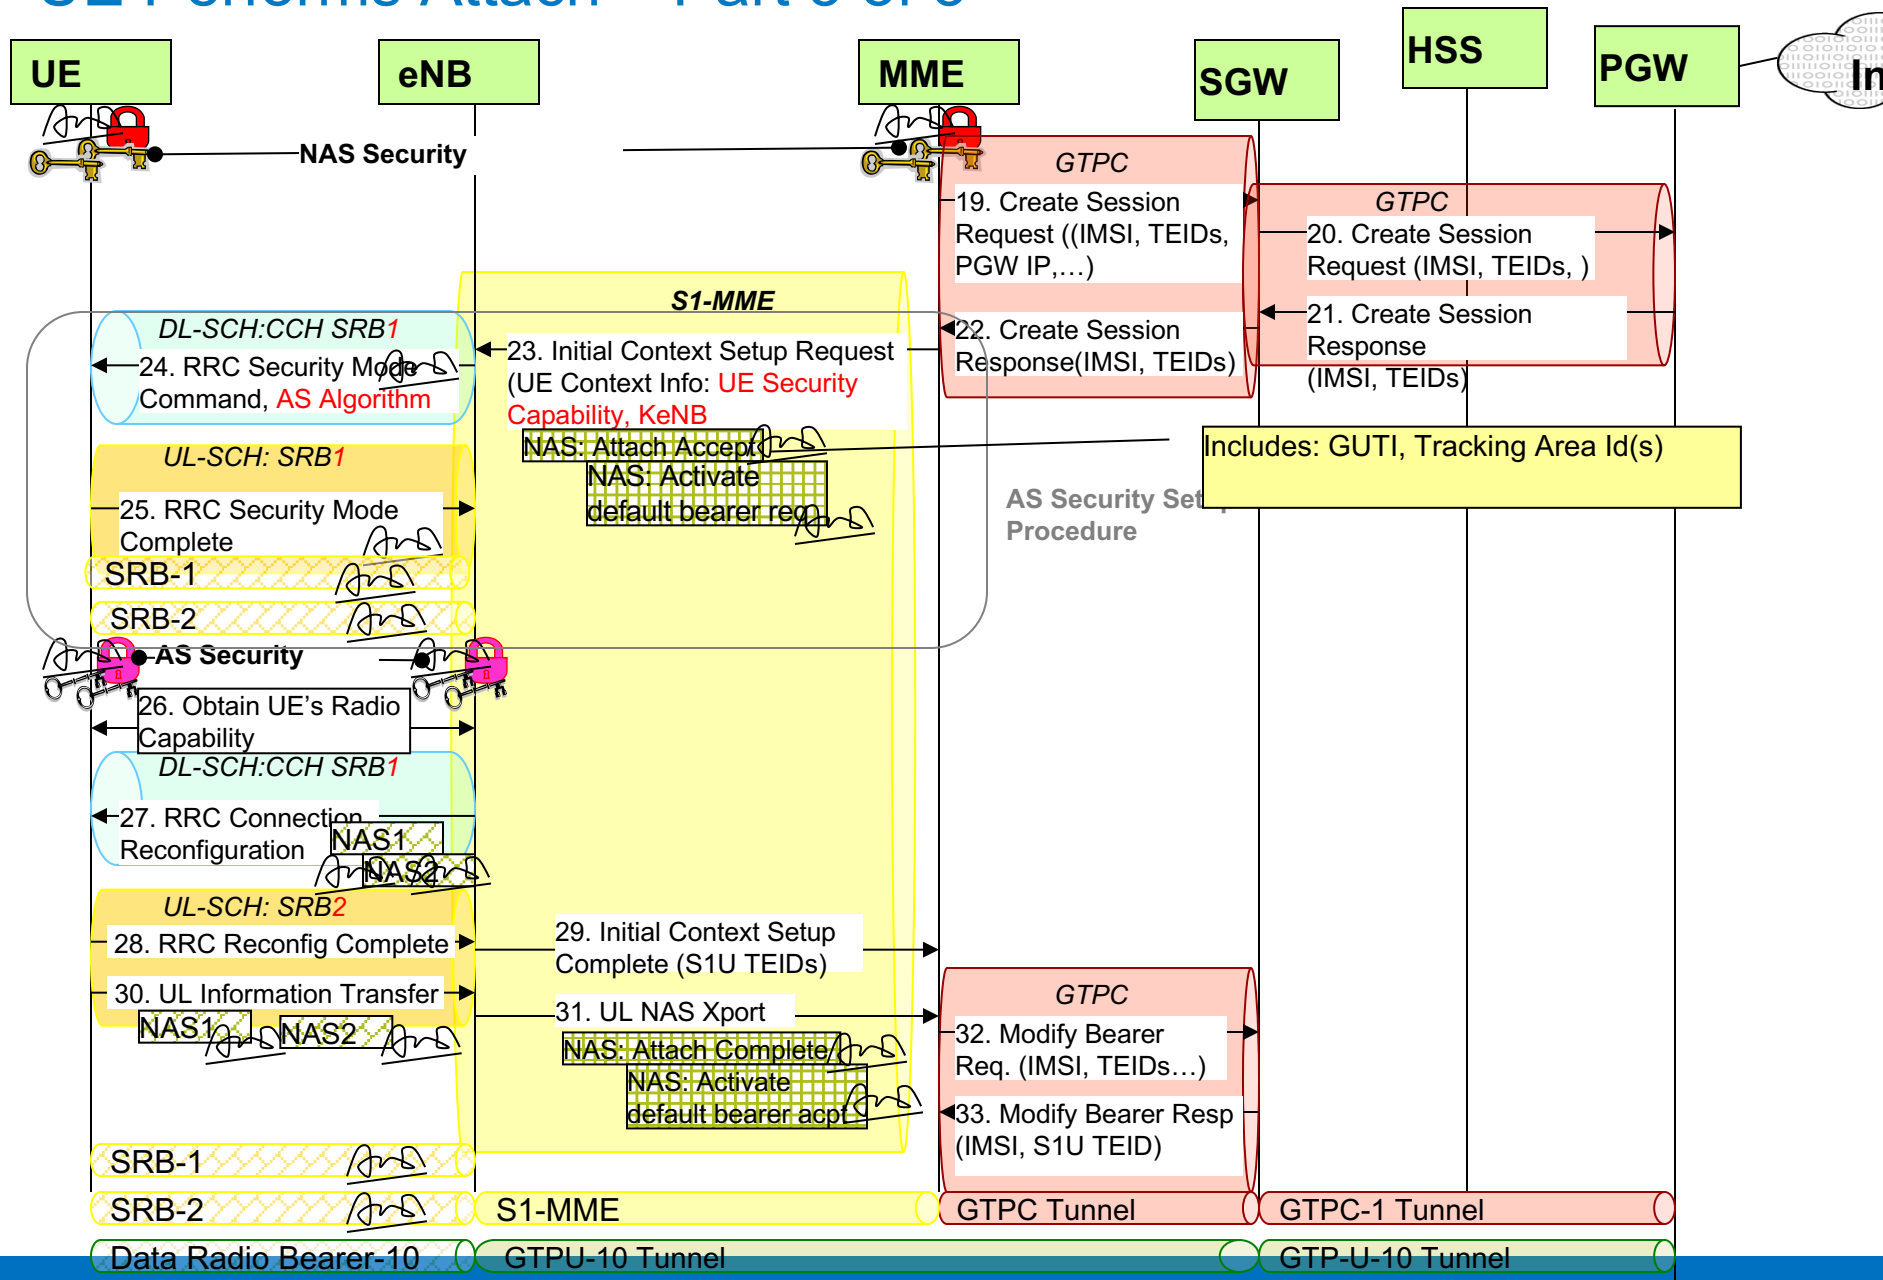 UE Performs Attach – Part 3 of 3
UE
eNB
MME
SGW
HSS
PGW
In
NAS Security
GTPC
19. Create Session
Request ((IMSI, TEIDs,
PGW IP,…)
GTPC
20. Create Session
Request (IMSI, TEIDs, )
21. Create Session
Response
(IMSI, TEIDs)
22. Create Session
Response(IMSI, TEIDs)
S1-MME
23. Initial Context Setup Request
(UE Context Info: UE Security
Capability, KeNB
NAS: Attach Accept
NAS: Activate
default bearer req
DL-SCH:CCH SRB1
24. RRC Security Mode
Command, AS Algorithm
Includes: GUTI, Tracking Area Id(s)
AS Security Set
Procedure
UL-SCH: SRB1
25. RRC Security Mode
Complete
SRB-1
SRB-2
AS Security
26. Obtain UE’s Radio
Capability
DL-SCH:CCH SRB1
27. RRC Connection
Reconfiguration
NAS1
NAS2
UL-SCH: SRB2
28. RRC Reconfig Complete
29. Initial Context Setup
Complete (S1U TEIDs)
30. UL Information Transfer
NAS1
NAS2
31. UL NAS Xport
NAS: Attach Complete
NAS: Activate
default bearer acpt
GTPC
32. Modify Bearer
Req. (IMSI, TEIDs…)
33. Modify Bearer Resp
(IMSI, S1U TEID)
SRB-1
SRB-2
S1-MME
GTPC Tunnel
GTPC-1 Tunnel
Data Radio Bearer-10
GTPU-10 Tunnel
GTP-U-10 Tunnel